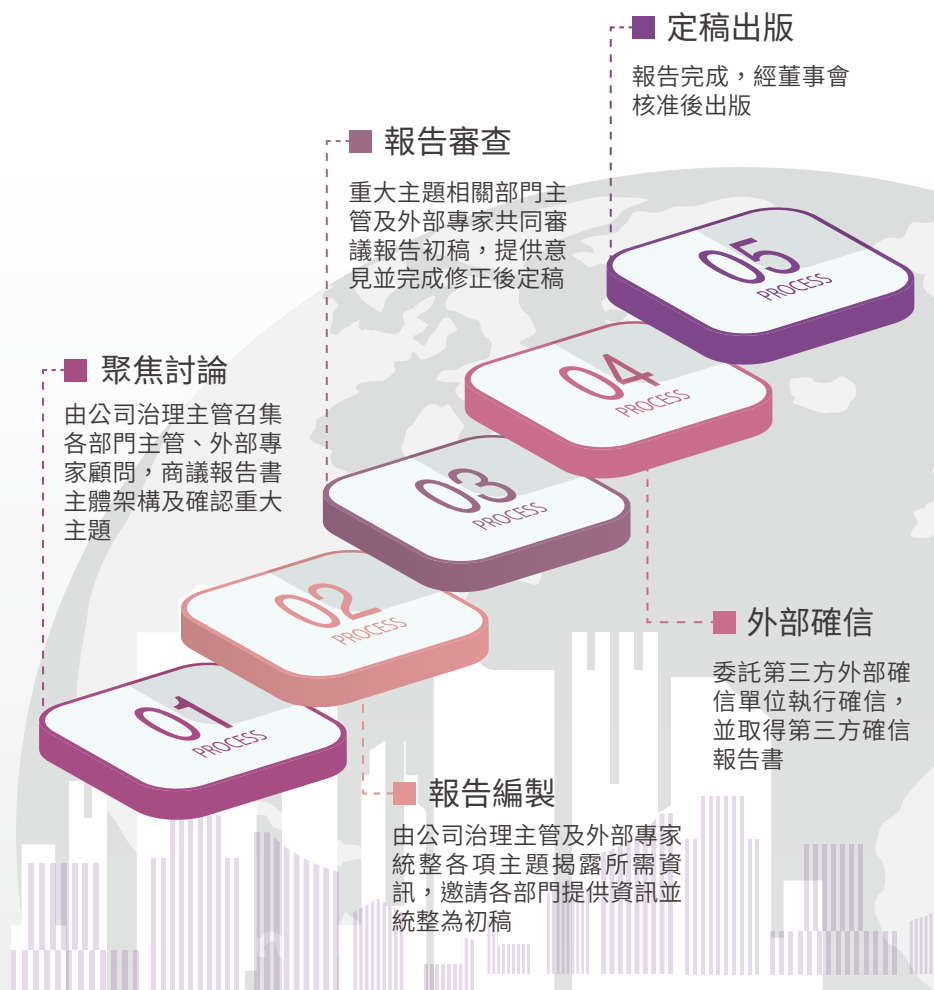 定稿出版
報告完成，經董事會
核准後出版
報告審查
重大主題相關部門主
管及外部專家共同審
議報告初稿，提供意
見並完成修正後定稿
05
PROCESS
04
PROCESS
聚焦討論
由公司治理主管召集
各部門主管、外部專
家顧問，商議報告書
主體架構及確認重大
主題
03
PROCESS
02
PROCESS
外部確信
委託第三方外部確
信單位執行確信，
並取得第三方確信
報告書
01
PROCESS
報告編製
由公司治理主管及外部專家
統整各項主題揭露所需資
訊，邀請各部門提供資訊並
統整為初稿